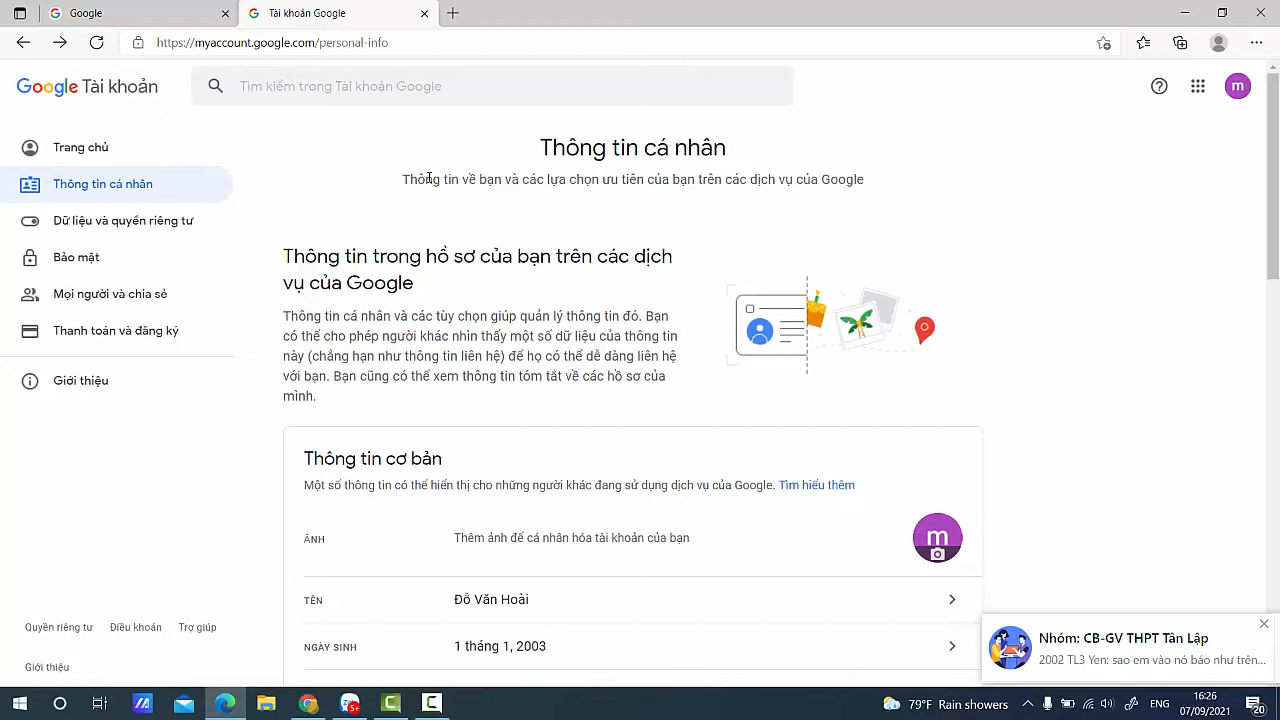 Google
Tài khoản Google
https://myaccount.google.com/personal-info
Google Tài khoản
Tìm kiếm trong Tài khoản Google
m
Trang chủ
Thông tin cá nhân
Dữ liệu và quyền riêng tư
Bảo mật
Mọi người và chia sẻ
Thanh toán và đăng ký
Giới thiệu
Thông tin cá nhân
Thông tin về bạn và các lựa chọn ưu tiên của bạn trên các dịch vụ của Google
Thông tin trong hồ sơ của bạn trên các dịch
vụ của Google
Thông tin cá nhân và các tùy chọn giúp quản lý thông tin đó. Bạn
có thể cho phép người khác nhìn thấy một số dữ liệu của thông tin
này (chẳng hạn như thông tin liên hệ) để họ có thể dễ dàng liên hệ
với bạn. Bạn cũng có thể xem thông tin tóm tắt về các hồ sơ của
mình.
Thông tin cơ bản
Một số thông tin có thể hiển thị cho những người khác đang sử dụng dịch vụ của Google. Tìm hiểu thêm
ẢNH
Thêm ảnh để cá nhân hóa tài khoản của bạn
m
TÊN
Đỗ Văn Hoài
NGÀY SINH
1 tháng 1, 2003
Quyền riêng tư
Điều khoản
Trợ giúp
Giới thiệu
Nhóm: CB-GV THPT Tân Lập
2002 TL3 Yen: sao em vào nó báo như trên...
Zalo
5+
79°F Rain showers
ENG
16:26
07/09/2021
20